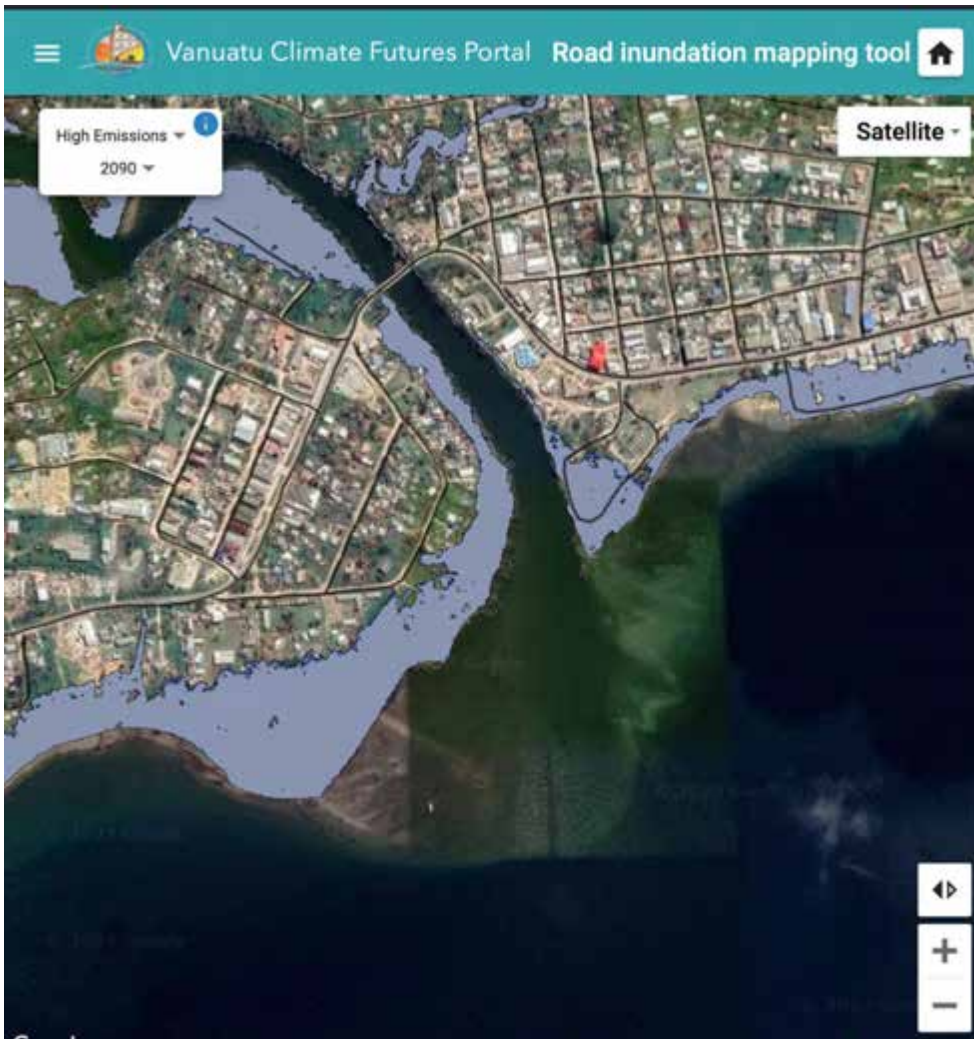 Vanuatu Climate Futures Portal Road inundation mapping tool
High Emissions
2090
Satellite